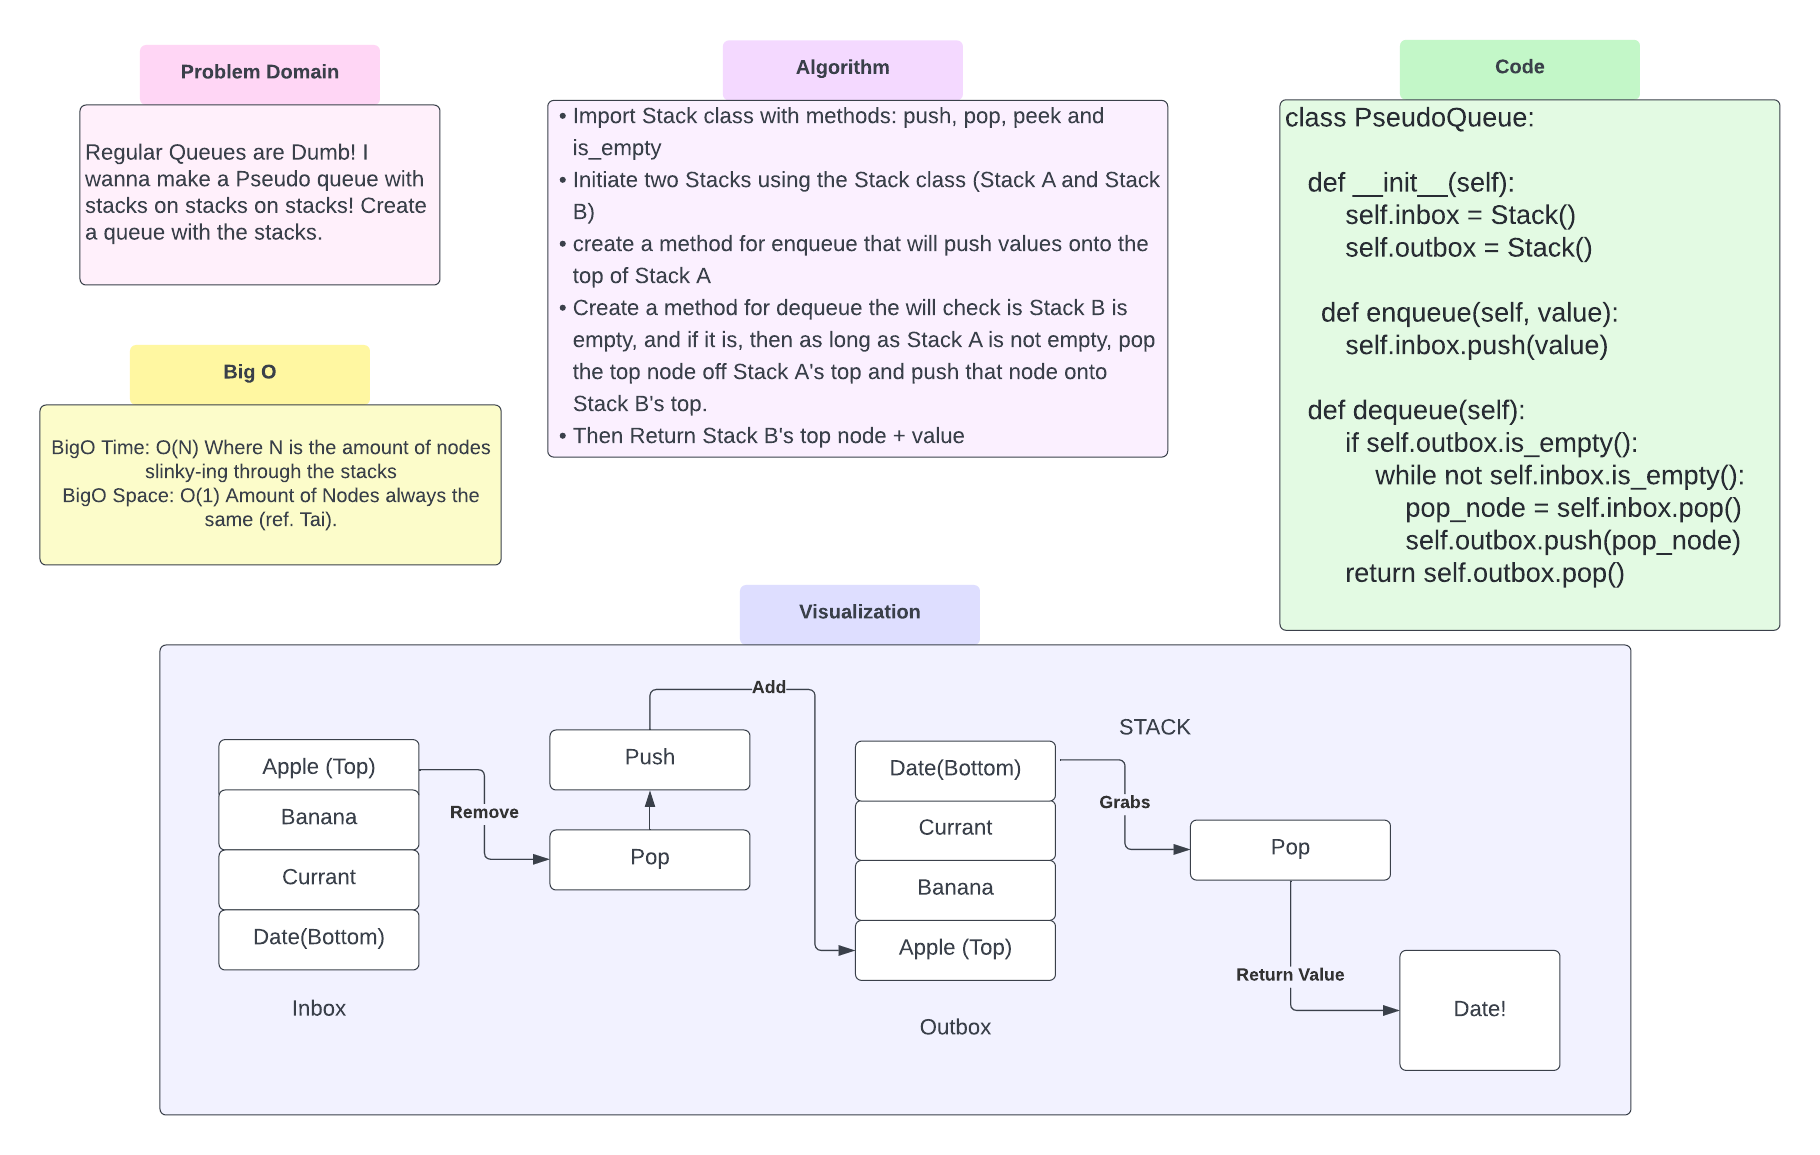 Problem Domain
Regular Queues are Dumb! I
wanna make a Pseudo queue with
stacks on stacks on stacks! Create
a queue with the stacks.
Big O
BigO Time: O(N) Where N is the amount of nodes
slinky-ing through the stacks
BigO Space: O(1) Amount of Nodes always the
same (ref. Tai).
Algorithm
• Import Stack class with methods: push, pop, peek and
is_empty
• Initiate two Stacks using the Stack class (Stack A and Stack
B)
• create a method for enqueue that will push values onto the
top of Stack A
• Create a method for dequeue the will check is Stack B is
empty, and if it is, then as long as Stack A is not empty, pop
the top node off Stack A's top and push that node onto
Stack B's top.
• Then Return Stack B's top node + value
Code
class PseudoQueue:
def __init__(self):
self.inbox = Stack()
self.outbox = Stack()
def enqueue(self, value):
self.inbox.push(value)
def dequeue(self):
if self.outbox.is_empty():
while not self.inbox.is_empty():
pop_node = self.inbox.pop()
self.outbox.push(pop_node)
return self.outbox.pop()
Visualization
Apple (Top)
Banana
Currant
Date(Bottom)
Inbox
Remove
Pop
Push
Add
Date(Bottom)
Currant
Banana
Apple (Top)
Outbox
STACK
Grabs
Pop
Return Value
Date!